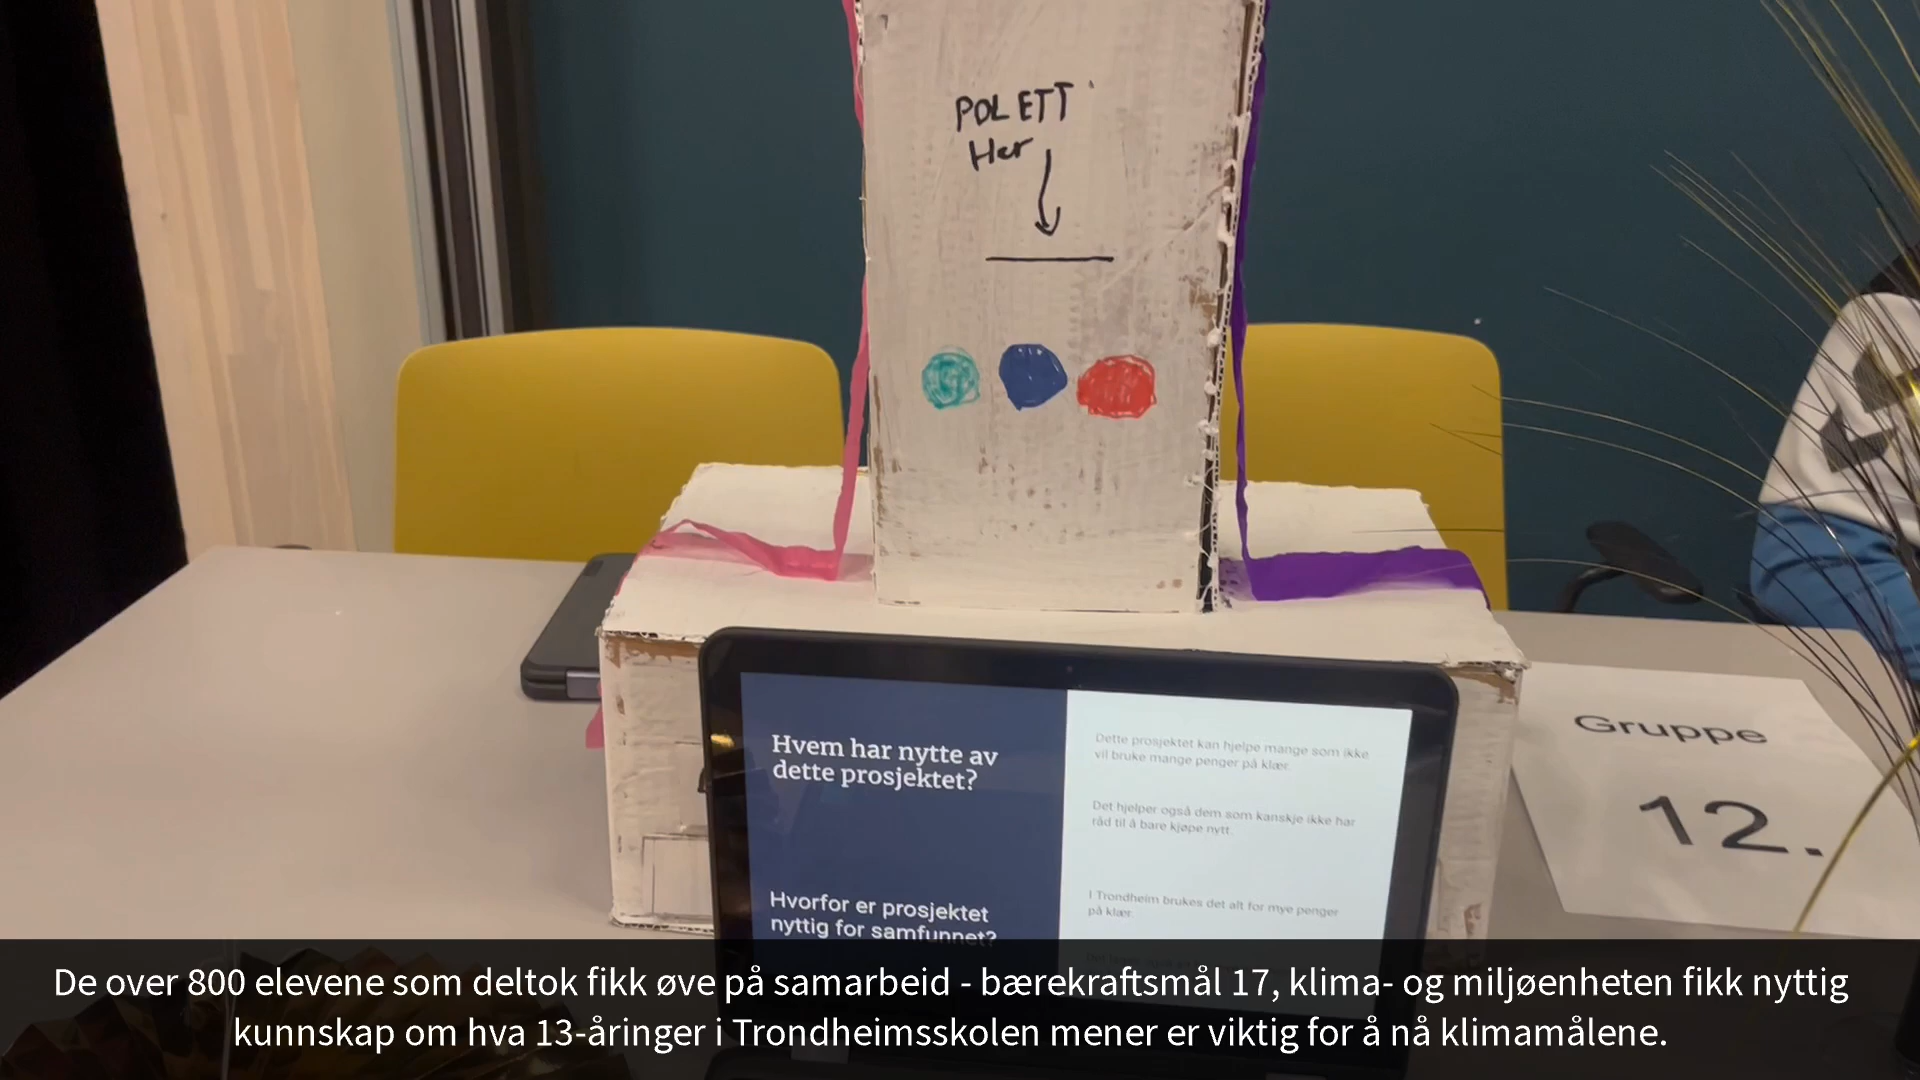 POLETT
Her
Hvem har nytte av
dette prosjektet?
Dette prosjektet kan hjelpe mange som ikke
vil bruke mange penger på klær.
Det hjelper også dem som kanskje ikke har
råd til å bare kjøpe nytt.
Hvorfor er prosjektet
nyttig for samfunnet?
I Trondheim brukes det alt for mye penger
på klær.
Gruppe
12.
De over 800 elevene som deltok fikk øve på samarbeid - bærekraftsmål 17, klima- og miljøenheten fikk nyttig
kunnskap om hva 13-åringer i Trondheimsskolen mener er viktig for å nå klimamålene.